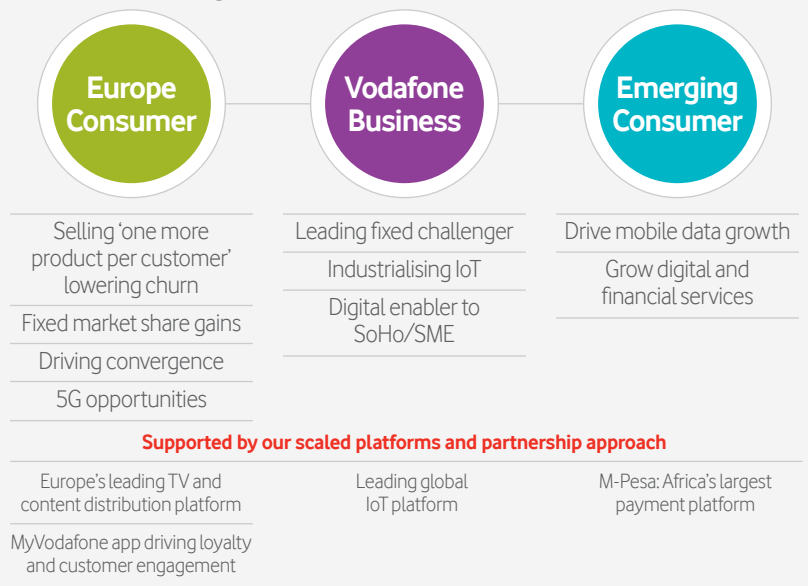 Europe
Consumer
Vodafone
Business
Emerging
Consumer
Selling ‘one more
product per customer’
lowering churn
Fixed market share gains
Driving convergence
5G opportunities
Leading fixed challenger
Industrialising IoT
Digital enabler to
SoHo/SME
Drive mobile data growth
Grow digital and
financial services
Supported by our scaled platforms and partnership approach
Europe’s leading TV and
content distribution platform
MyVodafone app driving loyalty
and customer engagement
Leading global
IoT platform
M-Pesa: Africa’s largest
payment platform